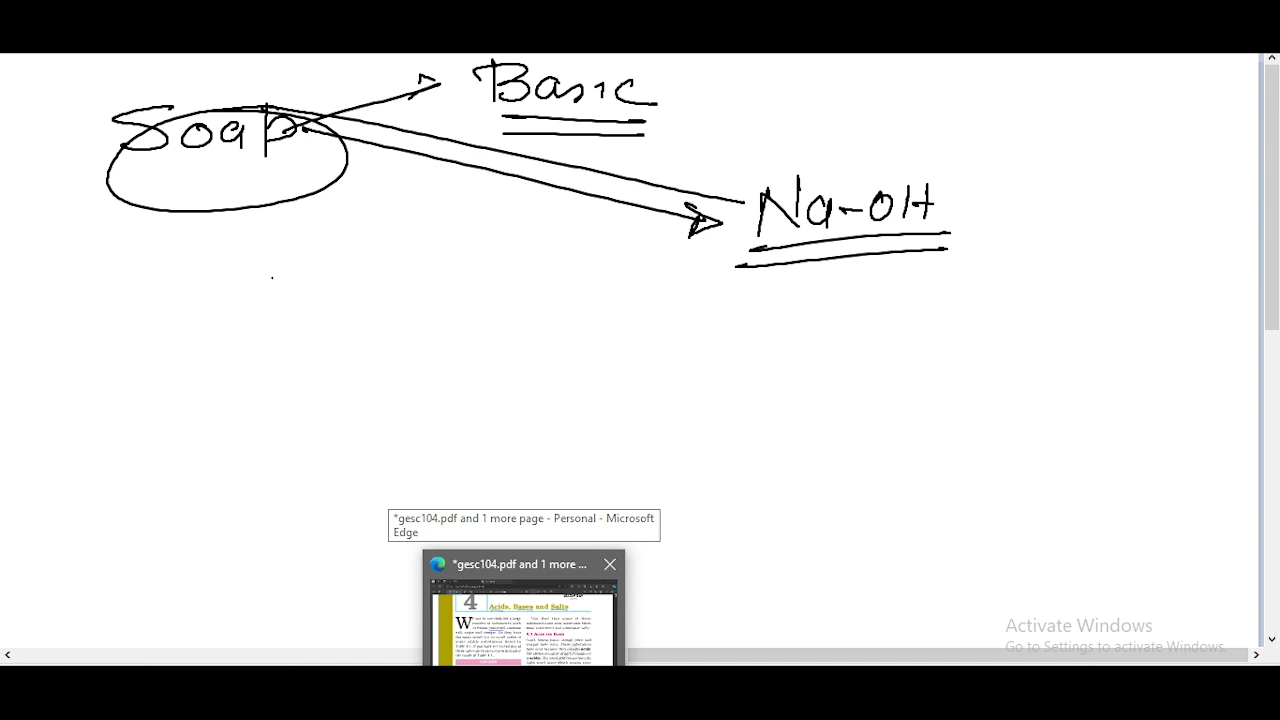 Basic
Soap
Na-OH
*gesc104.pdf and 1 more page - Personal - Microsoft
Edge
*gesc104.pdf and 1 more ...
4
Acids, Bases and Salts
Activate Windows
Go to Settings to activate Windows.